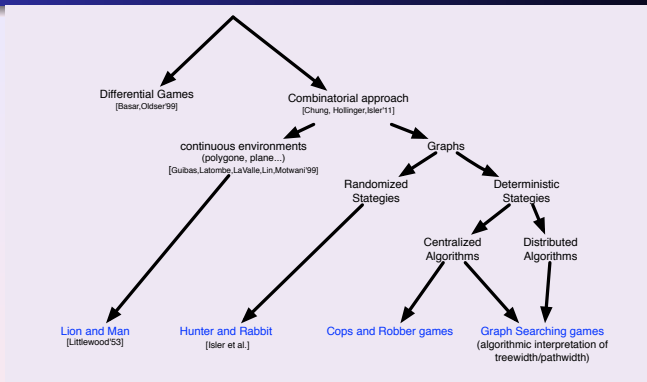 Differential Games
[Basar,Oldser'99]
Combinatorial approach
[Chung, Hollinger,Isler'11]
continuous environments
(polygone, plane...)
[Guibas,Latombe,LaValle,Lin,Motwani'99]
Graphs
Randomized
Stategies
Deterministic
Stategies
Centralized
Algorithms
Distributed
Algorithms
Lion and Man
[Littlewood'53]
Hunter and Rabbit
[Isler et al.]
Cops and Robber games
Graph Searching games
(algorithmic interpretation of
treewidth/pathwidth)